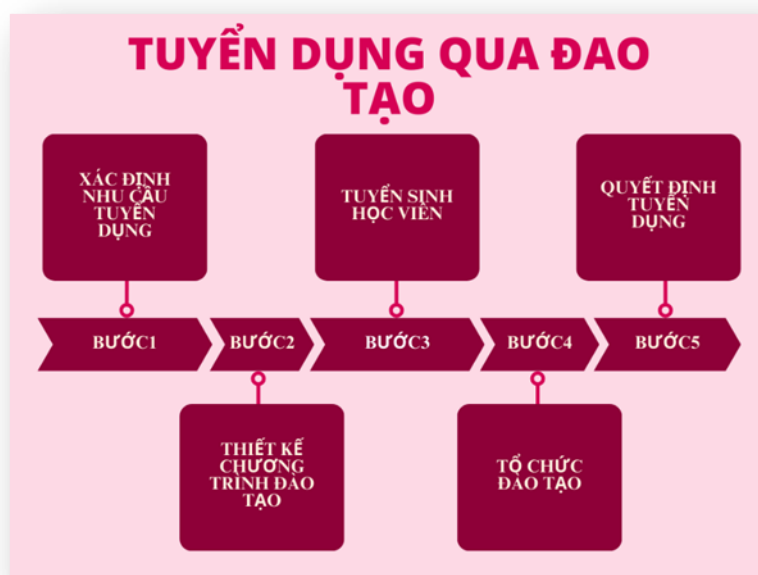 TUYỂN DỤNG QUA ĐAO
TẠO
XÁC ĐỊNH
NHU CẦU
TUYỂN
DỤNG
TUYỂN SINH
HỌC VIÊN
QUYẾT ĐỊNH
TUYỂN
DỤNG
BƯỚC1
BƯỚC2
BƯỚC3
BƯỚC4
BƯỚC5
THIẾT KẾ
CHƯƠNG
TRÌNH ĐÀO
TẠO
TỔ CHỨC
ĐÀO TẠO